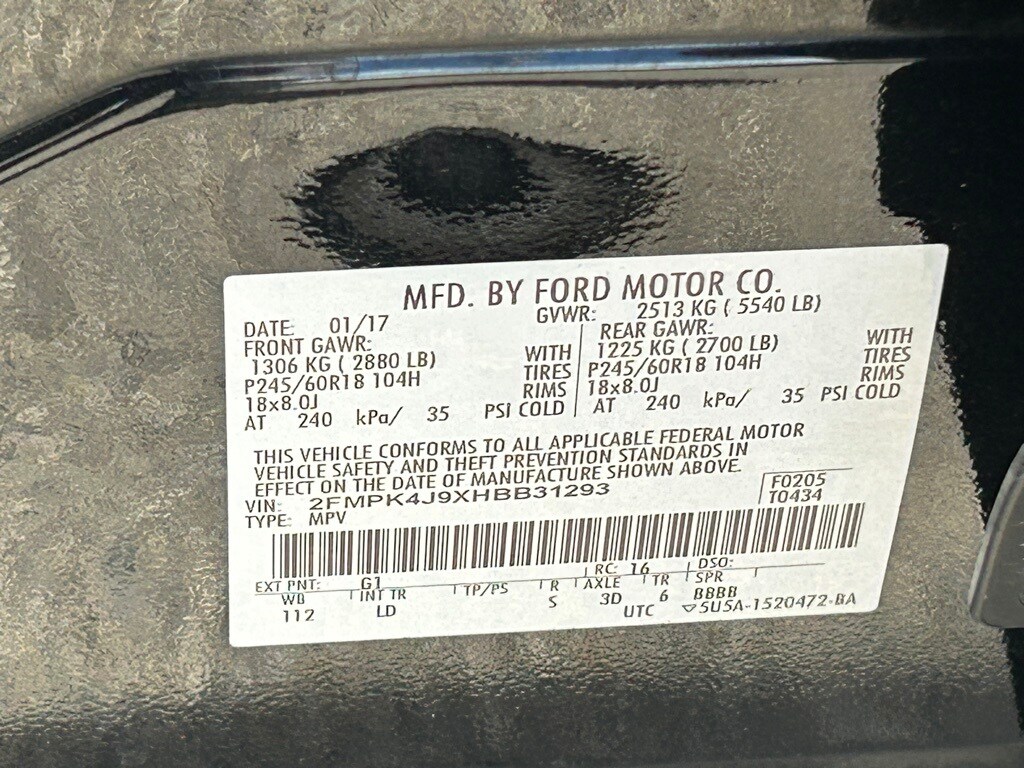 MFD. BY FORD MOTOR CO.
DATE: 01/17 GVWR: 2513 KG ( 5540 LB)
FRONT GAWR: REAR GAWR:
1306 KG ( 2880 LB) WITH 1225 KG ( 2700 LB) WITH
P245/60R18 104H TIRES P245/60R18 104H TIRES
18x8.0J RIMS 18x8.0J RIMS
AT 240 kPa/ 35 PSI COLD AT 240 kPa/ 35 PSI COLD
THIS VEHICLE CONFORMS TO ALL APPLICABLE FEDERAL MOTOR
VEHICLE SAFETY AND THEFT PREVENTION STANDARDS IN
EFFECT ON THE DATE OF MANUFACTURE SHOWN ABOVE.
VIN: 2FMPK4J9XHBB31293 F0205
TYPE: MPV T0434
EXT PNT: G1 RC: 16 DSO:
WB INT TR TP/PS R AXLE TR SPR
112 LD S 3D 6 BBBB
UTC ▽5U5A-1520472-BA